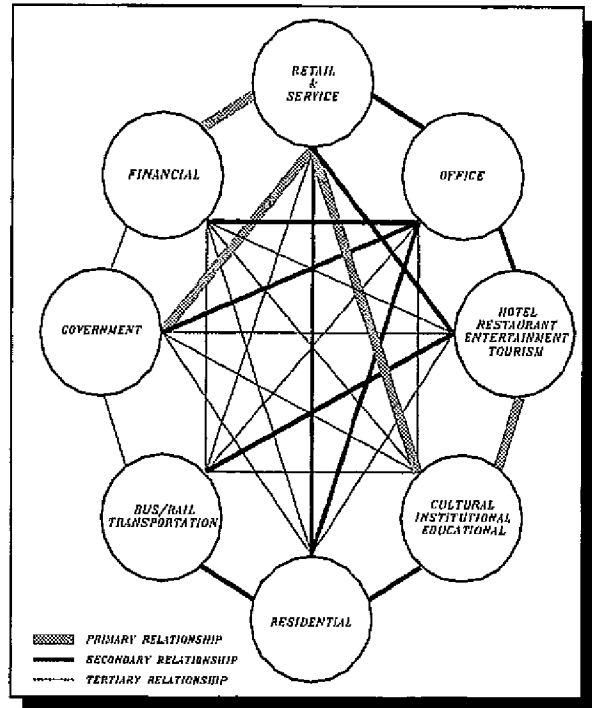 RETAIL
&
SERVICE
FINANCIAL
OFFICE
GOVERNMENT
HOTEL
RESTAURANT
ENTERTAINMENT
TOURISM
BUS/RAIL
TRANSPORTATION
CULTURAL
INSTITUTIONAL
EDUCATIONAL
RESIDENTIAL
PRIMARY RELATIONSHIP
SECONDARY RELATIONSHIP
TERTIARY RELATIONSHIP